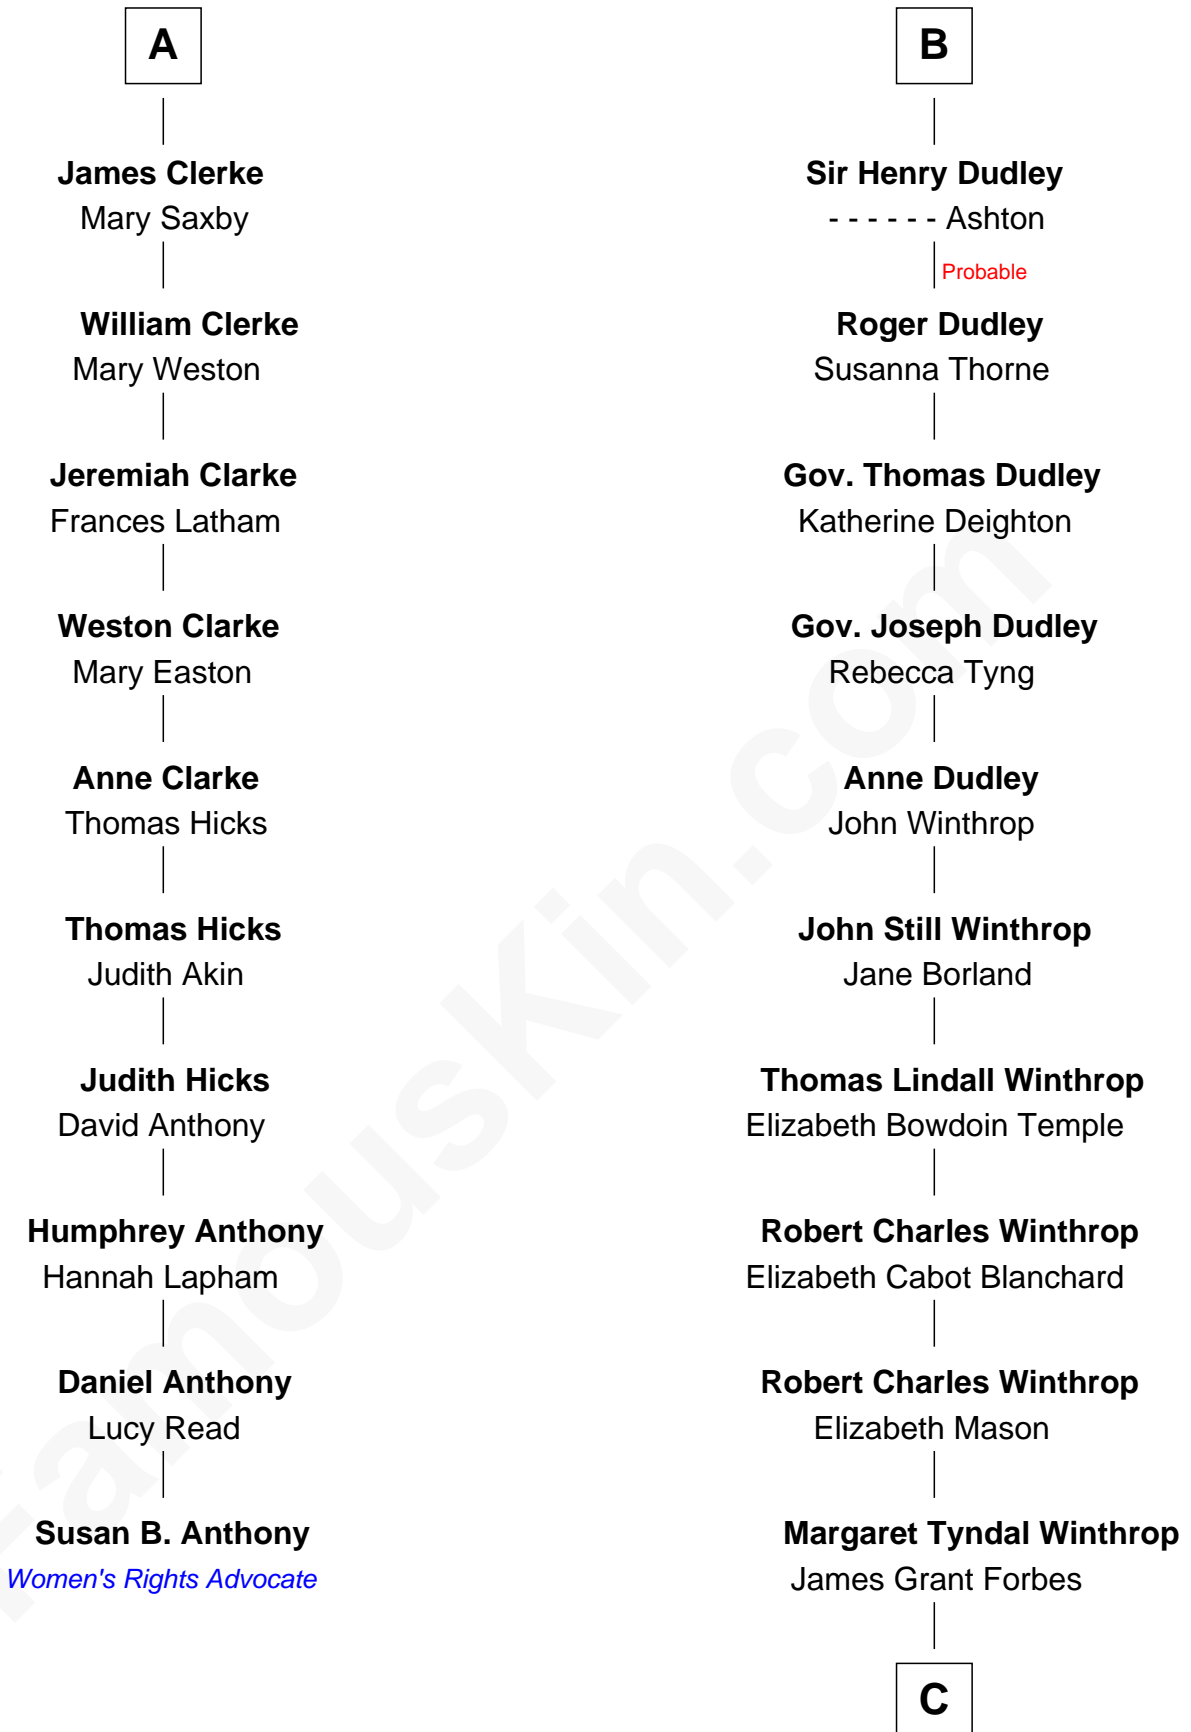 A
James Clerke
Mary Saxby
William Clerke
Mary Weston
Jeremiah Clarke
Frances Latham
Weston Clarke
Mary Easton
Anne Clarke
Thomas Hicks
Thomas Hicks
Judith Akin
Judith Hicks
David Anthony
Humphrey Anthony
Hannah Lapham
Daniel Anthony
Lucy Read
Susan B. Anthony
Women's Rights Advocate
B
Sir Henry Dudley
- - - - - - Ashton
Probable
Roger Dudley
Susanna Thorne
Gov. Thomas Dudley
Katherine Deighton
Gov. Joseph Dudley
Rebecca Tyng
Anne Dudley
John Winthrop
John Still Winthrop
Jane Borland
Thomas Lindall Winthrop
Elizabeth Bowdoin Temple
Robert Charles Winthrop
Elizabeth Cabot Blanchard
Robert Charles Winthrop
Elizabeth Mason
Margaret Tyndal Winthrop
James Grant Forbes
C
FamousKin.com